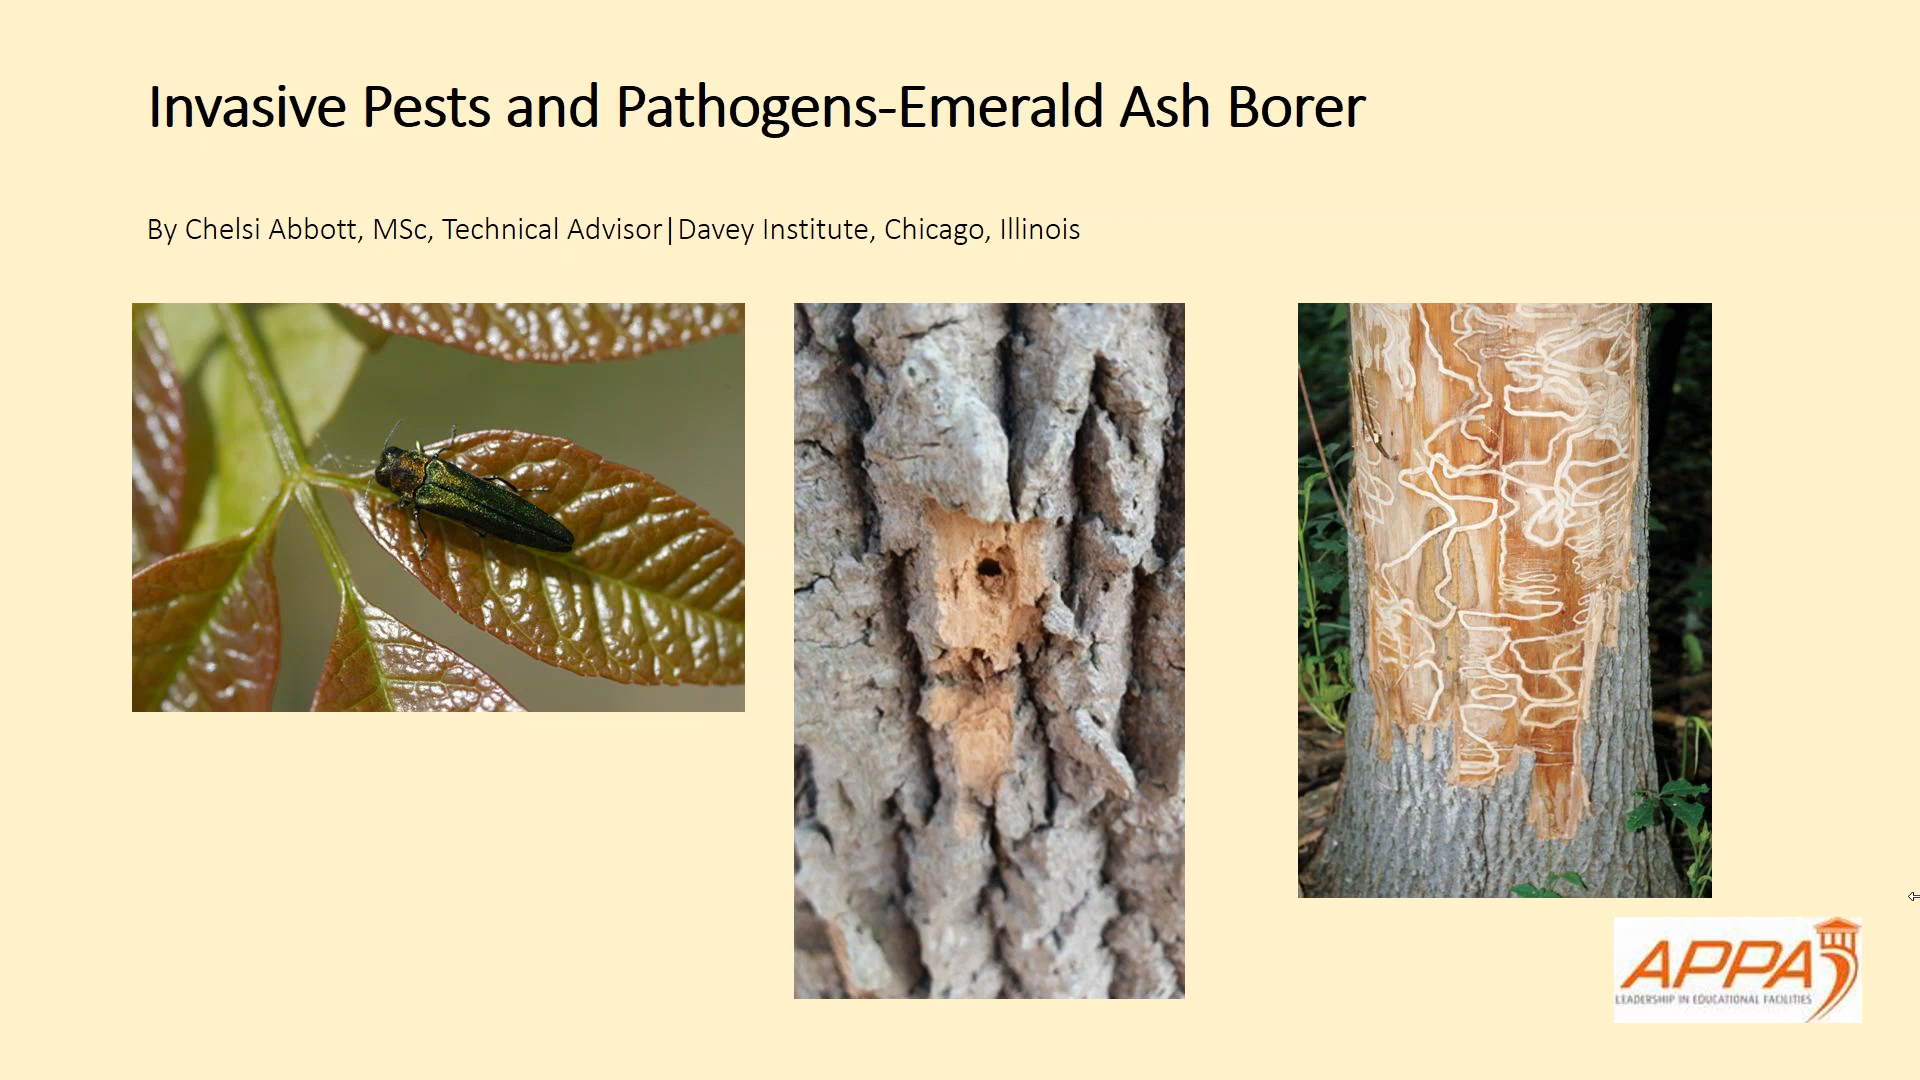 Invasive Pests and Pathogens-Emerald Ash Borer
By Chelsi Abbott, MSc, Technical Advisor|Davey Institute, Chicago, Illinois
APPA
LEADERSHIP IN EDUCATIONAL FACILITIES